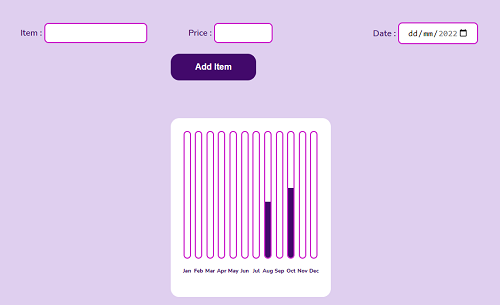 Item :
Price :
Date : dd/mm/2022
Add Item
Jan Feb Mar Apr May Jun Jul Aug Sep Oct Nov Dec